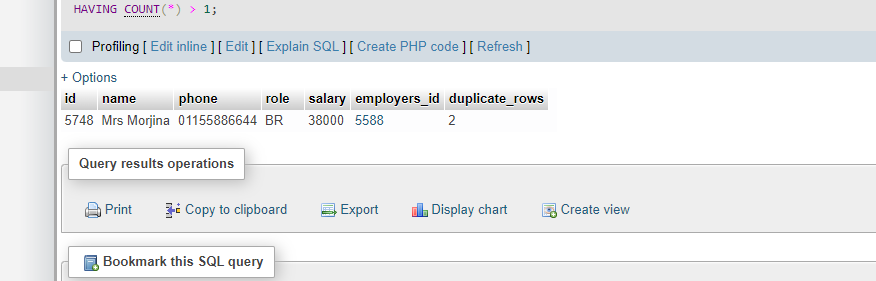 HAVING COUNT(*) > 1;
Profiling [ Edit inline ] [ Edit ] [ Explain SQL ] [ Create PHP code ] [ Refresh ]
+ Options
id name phone role salary employers_id duplicate_rows
5748 Mrs Morjina 01155886644 BR 38000 5588 2
Query results operations
Print Copy to clipboard Export Display chart Create view
Bookmark this SQL query